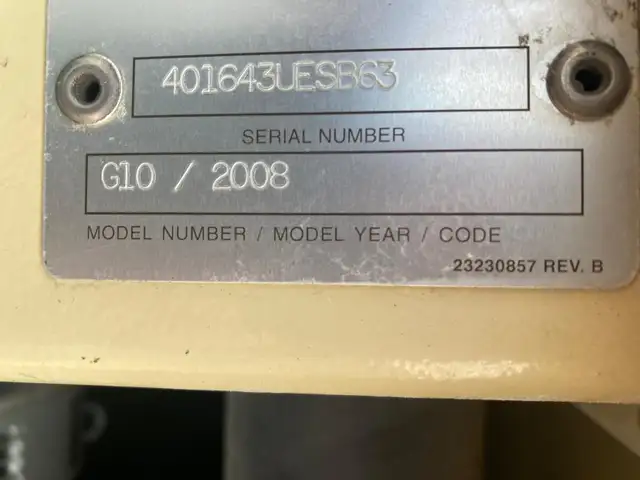 401643UESB63
SERIAL NUMBER
G10 / 2008
MODEL NUMBER / MODEL YEAR / CODE
23230857 REV. B